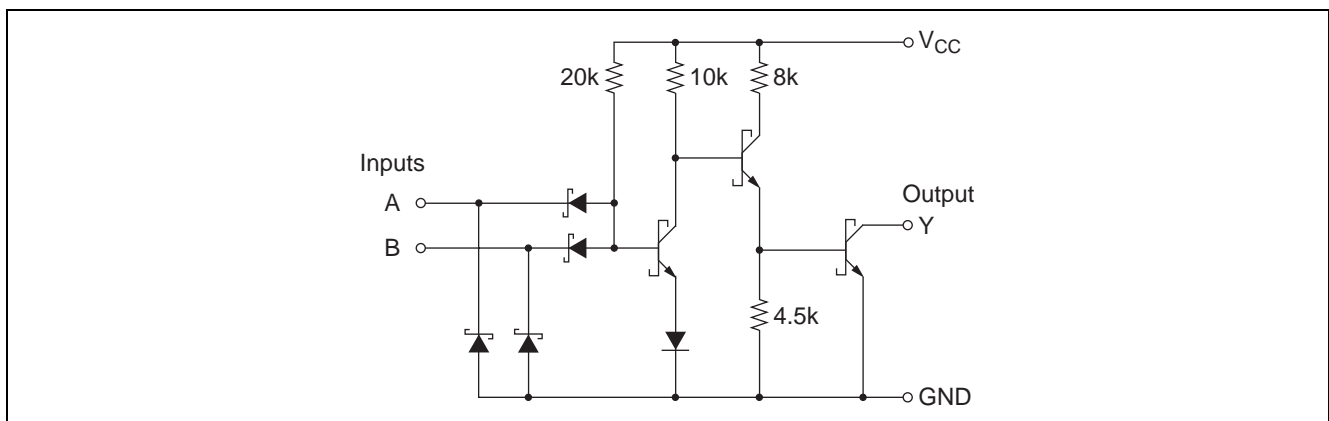 V_CC
20k
10k
8k
Inputs
A
B
Output
Y
4.5k
GND